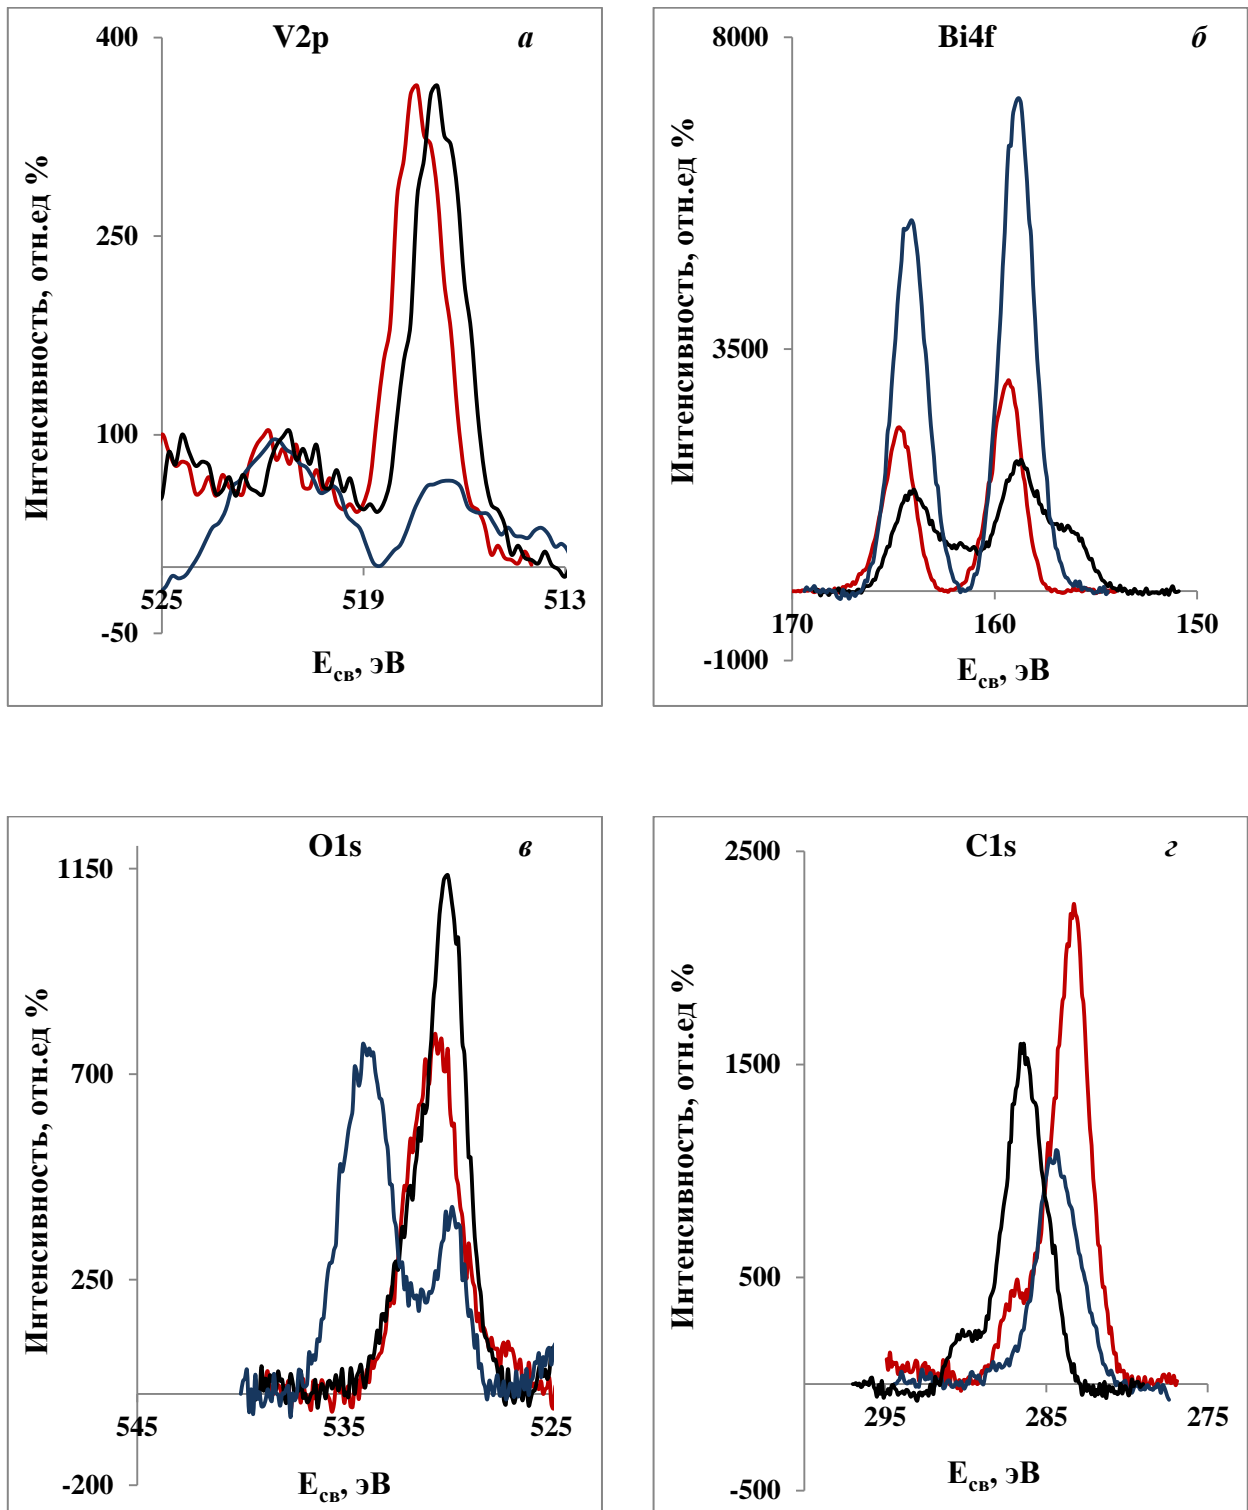 V2p а
400
250
100
-50
525 519 513
Интенсивность, отн.ед %
Eсв, эВ
Bi4f б
8000
3500
-1000
170 160 150
Интенсивность, отн.ед %
Eсв, эВ
O1s в
1150
700
250
-200
545 535 525
Интенсивность, отн.ед %
Eсв, эВ
C1s г
2500
1500
500
-500
295 285 275
Интенсивность, отн.ед %
Eсв, эВ